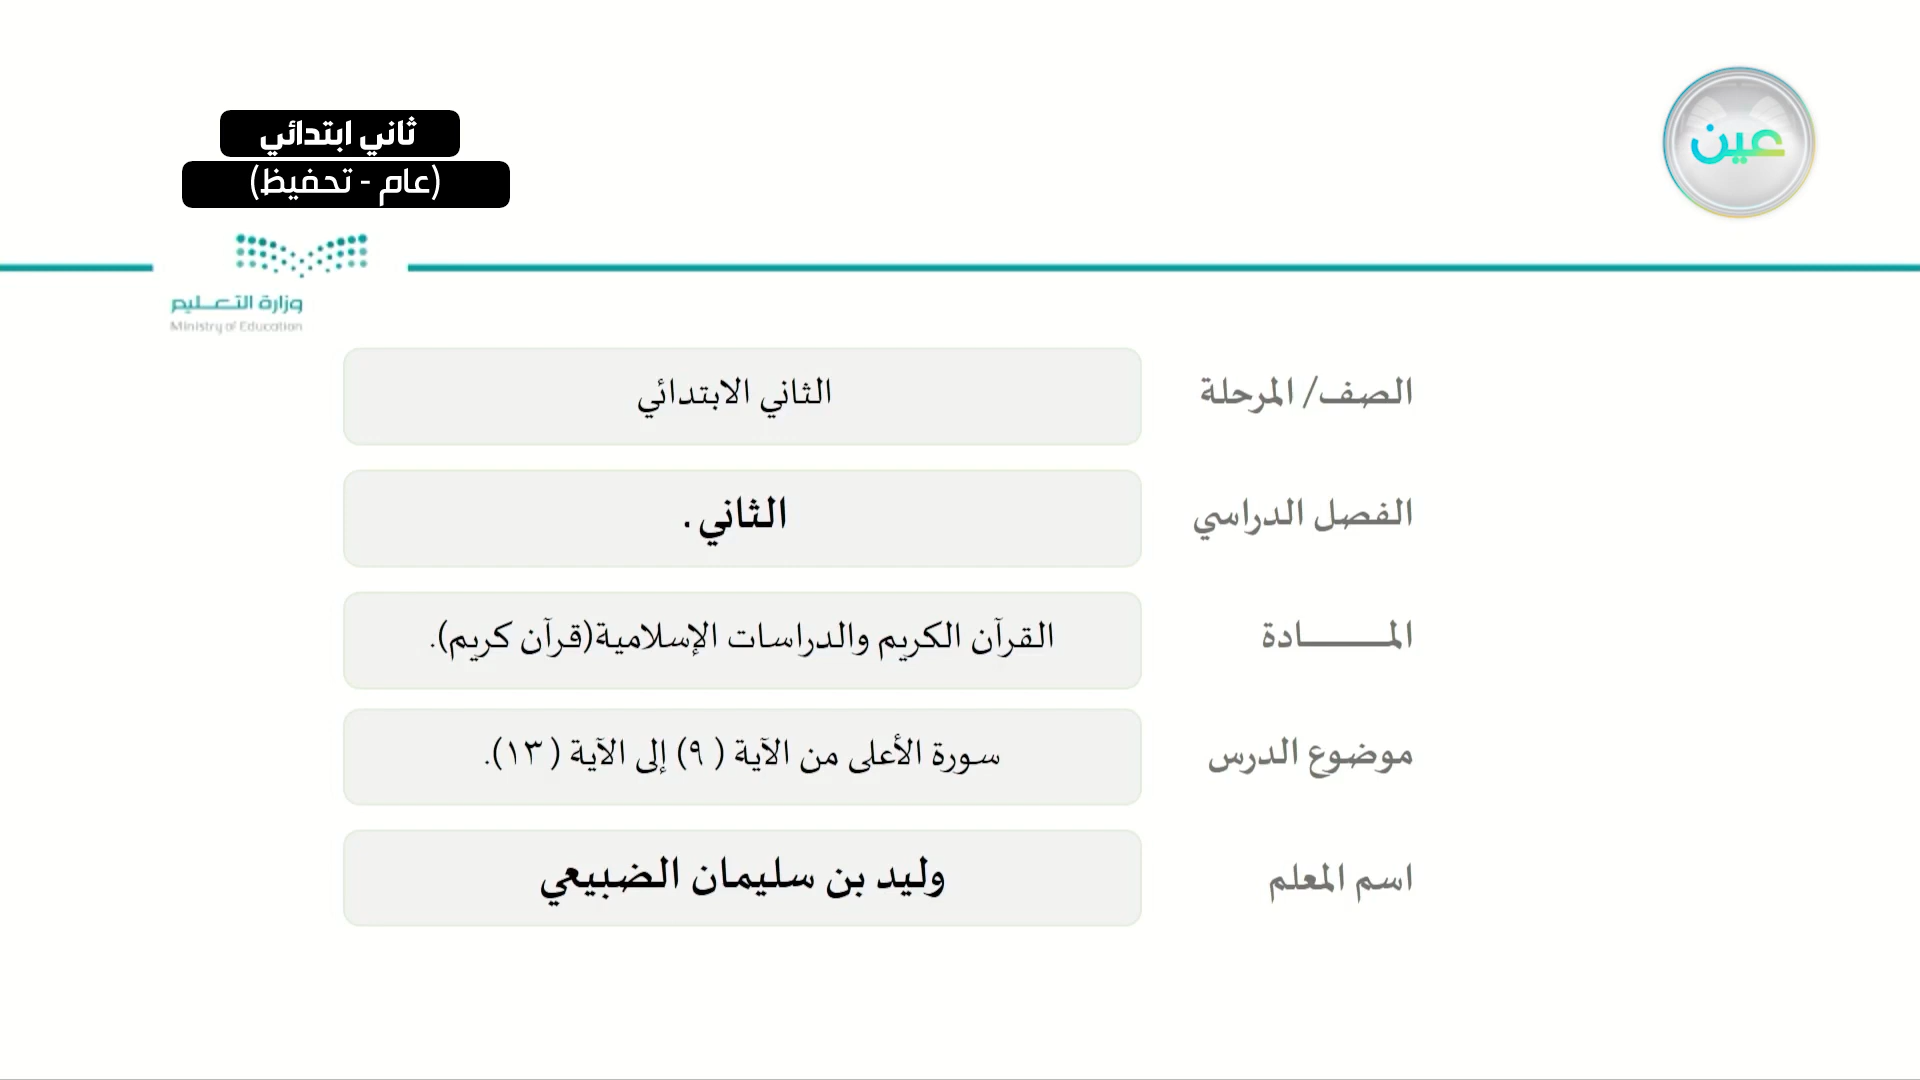 عين
ثاني ابتدائي
(عام - تحفيظ)
وزارة التعـليم
Ministry of Education
الصف/ المرحلة
الثاني الابتدائي
الفصل الدراسي
الثاني .
المـــــــادة
القرآن الكريم والدراسات الإسلامية(قرآن كريم).
موضوع الدرس
سورة الأعلى من الآية ( ٩) إلى الآية ( ١٣).
اسم المعلم
وليد بن سليمان الضبيعي